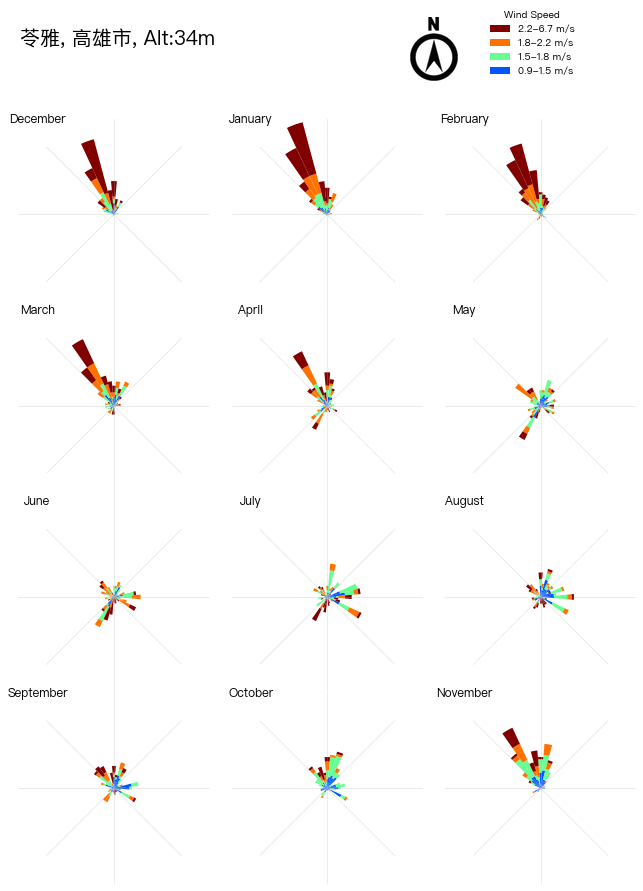 苓雅, 高雄市, Alt:34m
N
Wind Speed
2.2–6.7 m/s
1.8–2.2 m/s
1.5–1.8 m/s
0.9–1.5 m/s
December
January
February
March
April
May
June
July
August
September
October
November